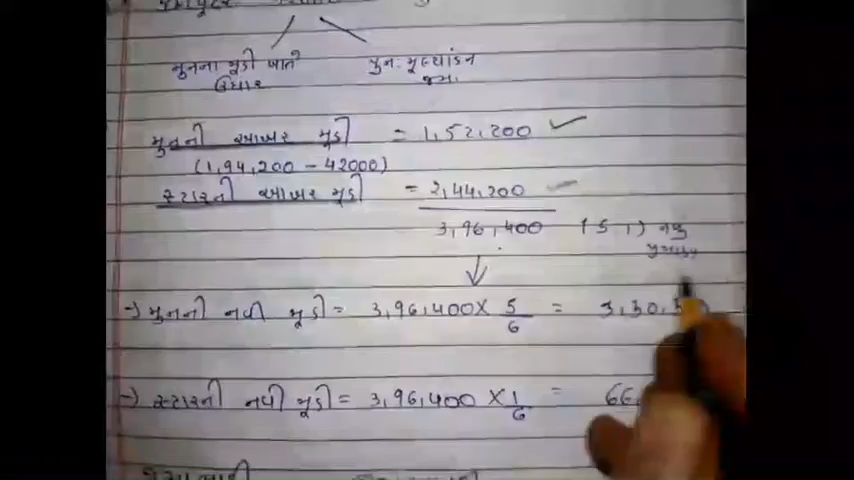 મુનના મૂડી ખાતે પુન: મૂલ્યાંકન
ઉધાર જમા.
મુનની આખર મૂડી = 1,52,200
(1,94,200 - 42000)
સ્ટારની આખર મૂડી = 2,44,200
3,96,400 (5:1) નફા
→ મુનની નવી મૂડી = 3,96,400 × 5/6 = 3,30,3
→ સ્ટારની નવી મૂડી = 3,96,400 × 1/6 = 66,